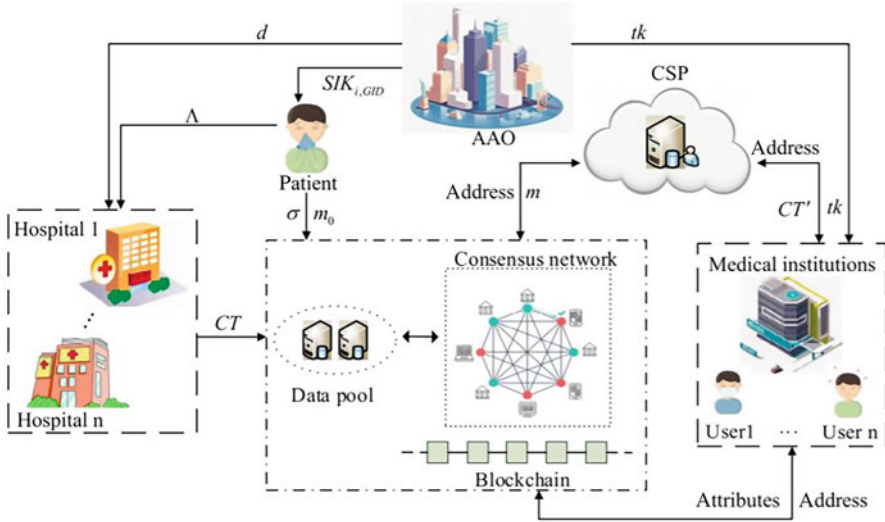 d
tk
CSP
SIK_{i,GID}
Λ
AAO
Address
Patient
Address m
CT' tk
σ m_0
Hospital 1
Consensus network
Medical institutions
CT
Data pool
Hospital n
User1 ... User n
Blockchain
Attributes Address